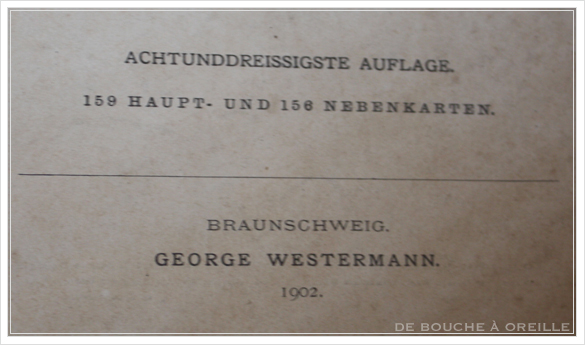 ACHTUNDDREISSIGSTE AUFLAGE.
159 HAUPT- UND 156 NEBENKARTEN.
BRAUNSCHWEIG.
GEORGE WESTERMANN.
1902.
DE BOUCHE À OREILLE